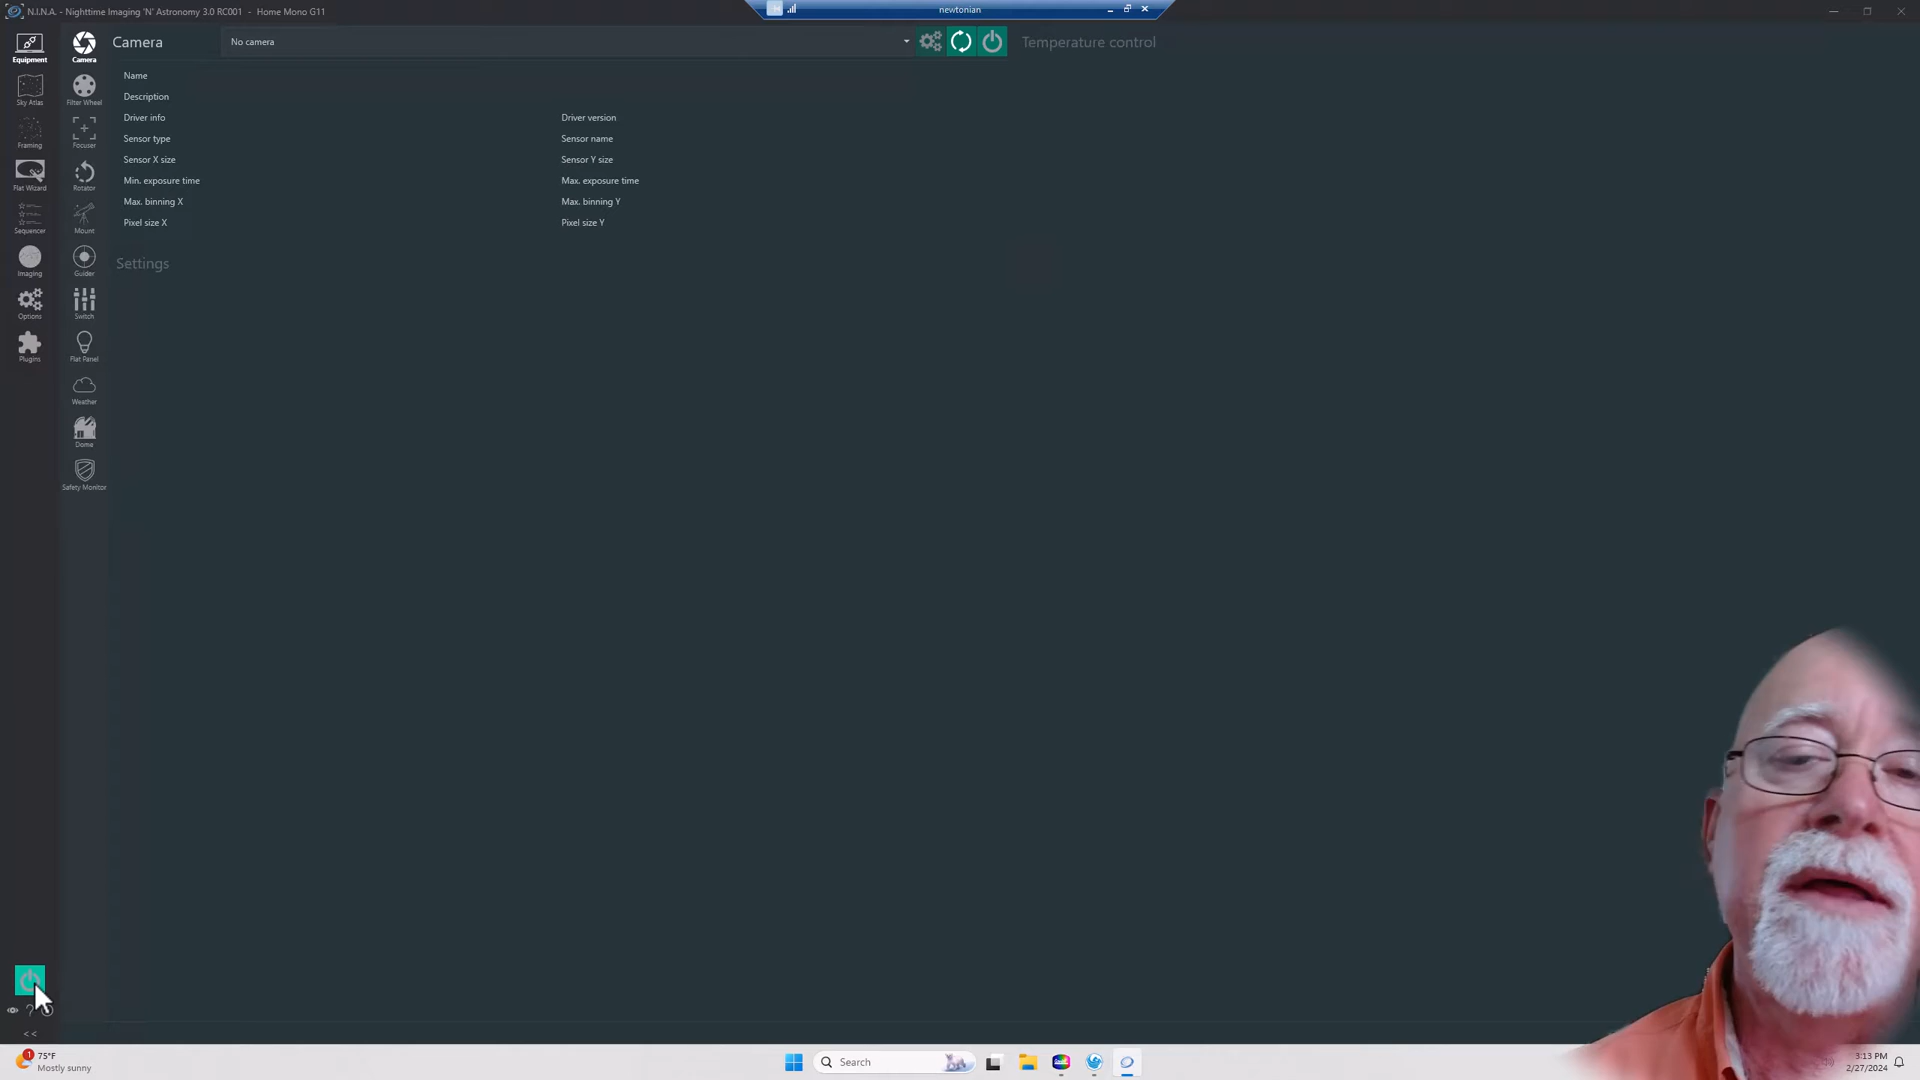 N.I.N.A. - Nighttime Imaging 'N' Astronomy 3.0 RC001 - Home Mono G11
newtonian
Equipment
Camera
Camera
No camera
Temperature control
Sky Atlas
Filter Wheel
Framing
Focuser
Flat Wizard
Rotator
Sequencer
Mount
Imaging
Guider
Options
Switch
Plugins
Flat Panel
Weather
Dome
Safety Monitor
Name
Description
Driver info
Driver version
Sensor type
Sensor name
Sensor X size
Sensor Y size
Min. exposure time
Max. exposure time
Max. binning X
Max. binning Y
Pixel size X
Pixel size Y
Settings
<<
1
75°F
Mostly sunny
Search
3:13 PM
2/27/2024